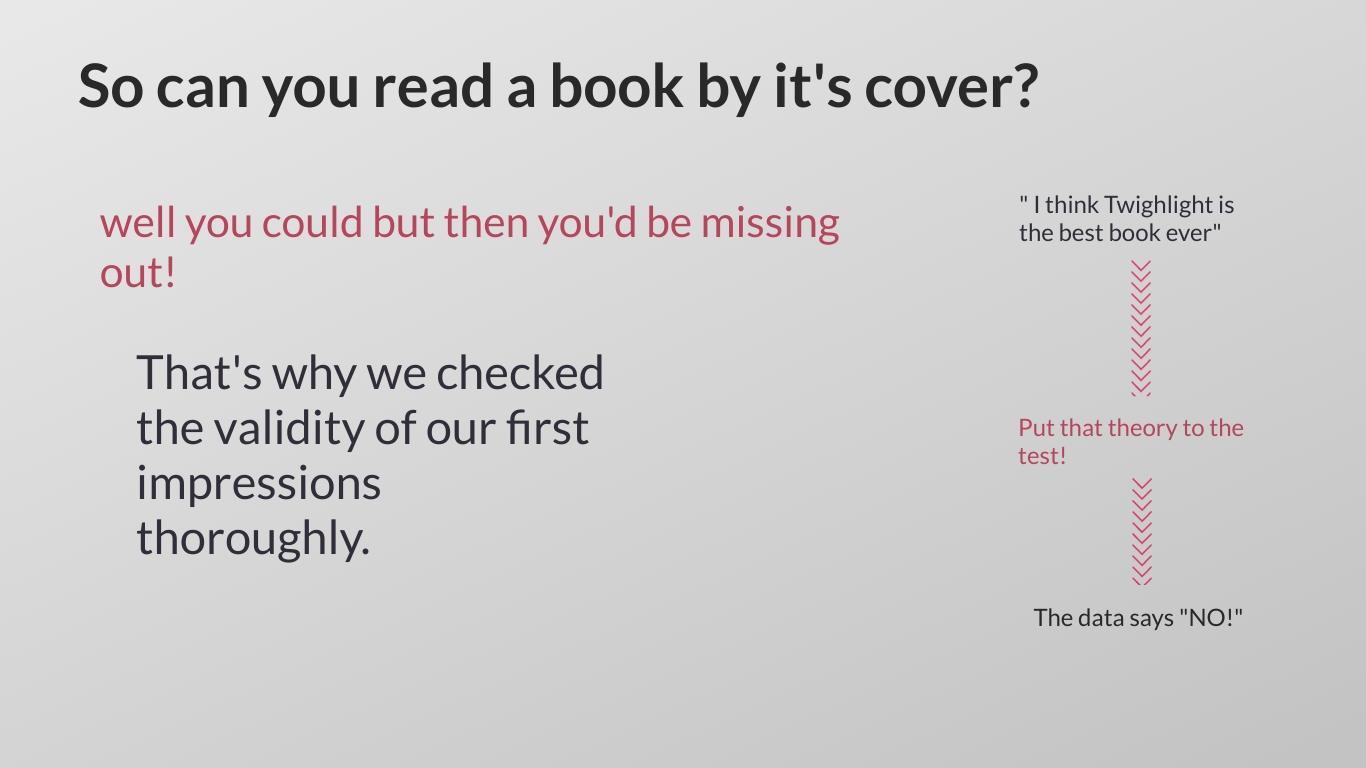 So can you read a book by it's cover?
well you could but then you'd be missing
out!
That's why we checked
the validity of our first
impressions
thoroughly.
" I think Twighlight is
the best book ever"
Put that theory to the
test!
The data says "NO!"